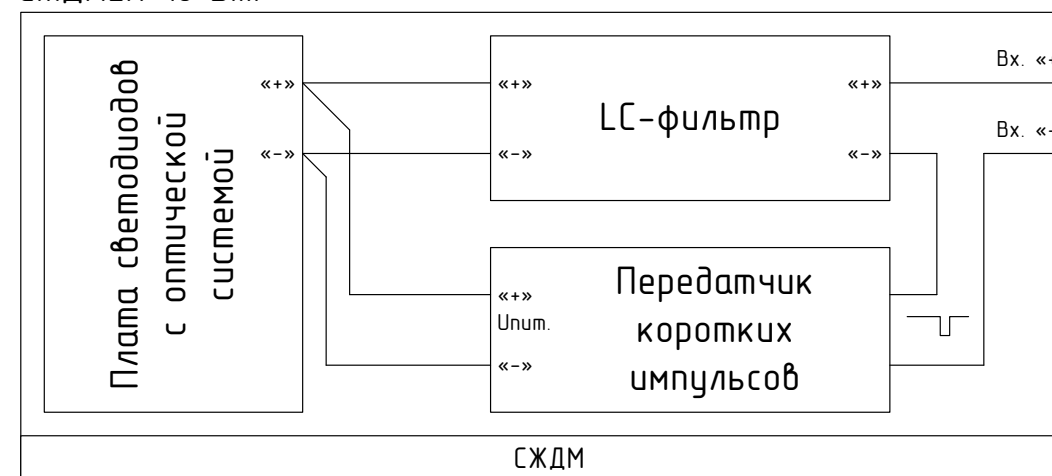 Плата светодиодов
с оптической
системой
«+»
«-»
«+»
«-»
LC-фильтр
«+»
«-»
Вх.
Вх.
«+»
Uпит.
«-»
Передатчик
коротких
импульсов
СЖДМ